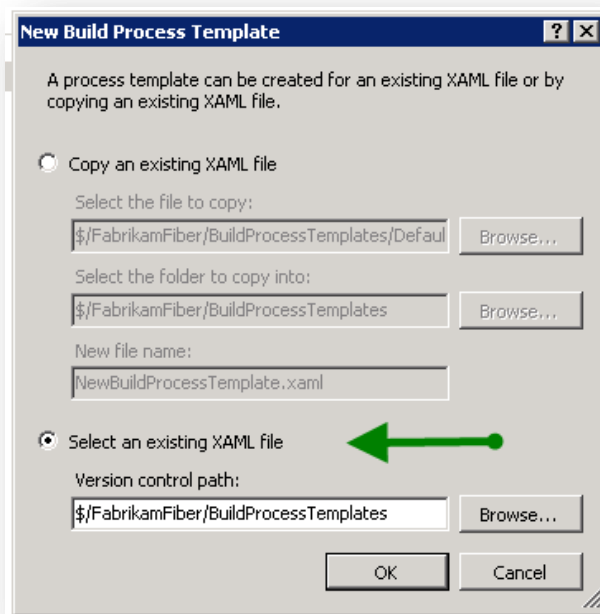 New Build Process Template
A process template can be created for an existing XAML file or by
copying an existing XAML file.
Copy an existing XAML file
Select the file to copy:
$/FabrikamFiber/BuildProcessTemplates/Defaul
Browse...
Select the folder to copy into:
$/FabrikamFiber/BuildProcessTemplates
Browse...
New file name:
NewBuildProcessTemplate.xaml
Select an existing XAML file
Version control path:
$/FabrikamFiber/BuildProcessTemplates
Browse...
OK
Cancel